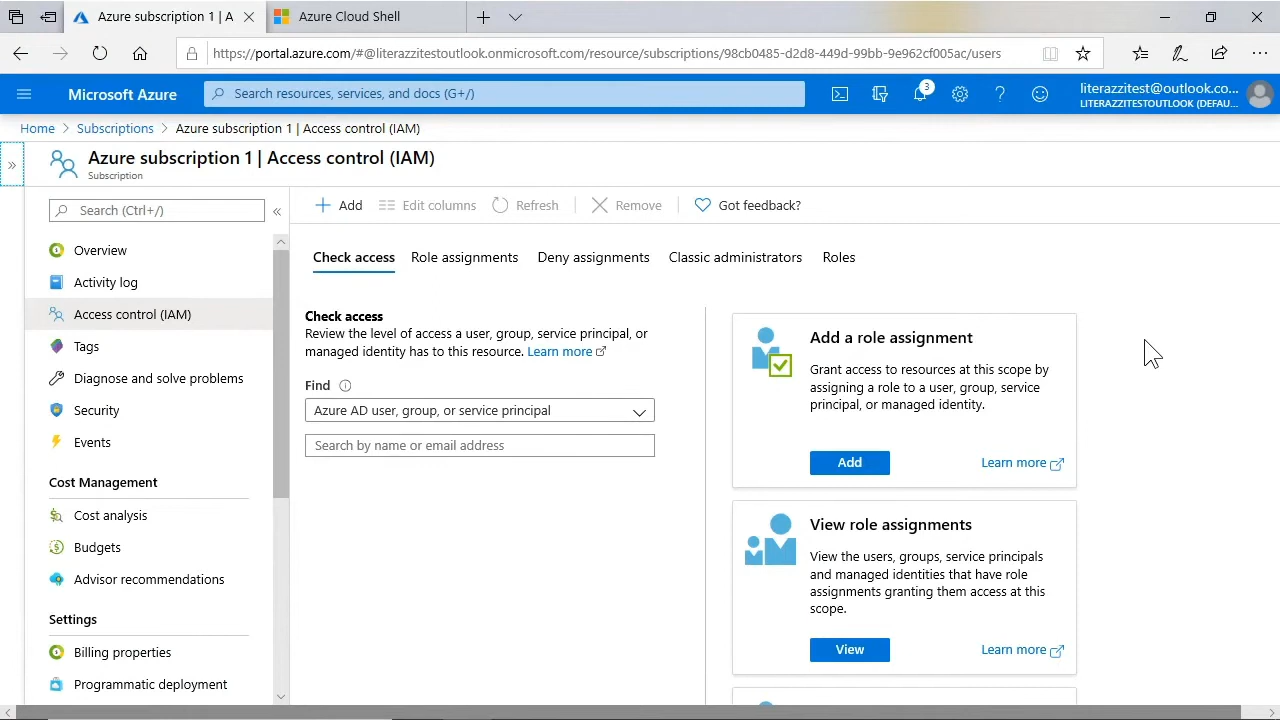 Azure subscription 1 | A
Azure Cloud Shell
https://portal.azure.com/#@literazzitestoutlook.onmicrosoft.com/resource/subscriptions/98cb0485-d2d8-449d-99bb-9e962cf005ac/users
Microsoft Azure
Search resources, services, and docs (G+/)
3
literazzitest@outlook.co...
LITERAZZITESTOUTLOOK (DEFAU...
Home > Subscriptions > Azure subscription 1 | Access control (IAM)
Azure subscription 1 | Access control (IAM)
Subscription
Search (Ctrl+/)
Overview
Activity log
Access control (IAM)
Tags
Diagnose and solve problems
Security
Events
Cost Management
Cost analysis
Budgets
Advisor recommendations
Settings
Billing properties
Programmatic deployment
Add
Edit columns
Refresh
Remove
Got feedback?
Check access
Role assignments
Deny assignments
Classic administrators
Roles
Check access
Review the level of access a user, group, service principal, or
managed identity has to this resource. Learn more
Find
Azure AD user, group, or service principal
Search by name or email address
Add a role assignment
Grant access to resources at this scope by
assigning a role to a user, group, service
principal, or managed identity.
Add
Learn more
View role assignments
View the users, groups, service principals
and managed identities that have role
assignments granting them access at this
scope.
View
Learn more